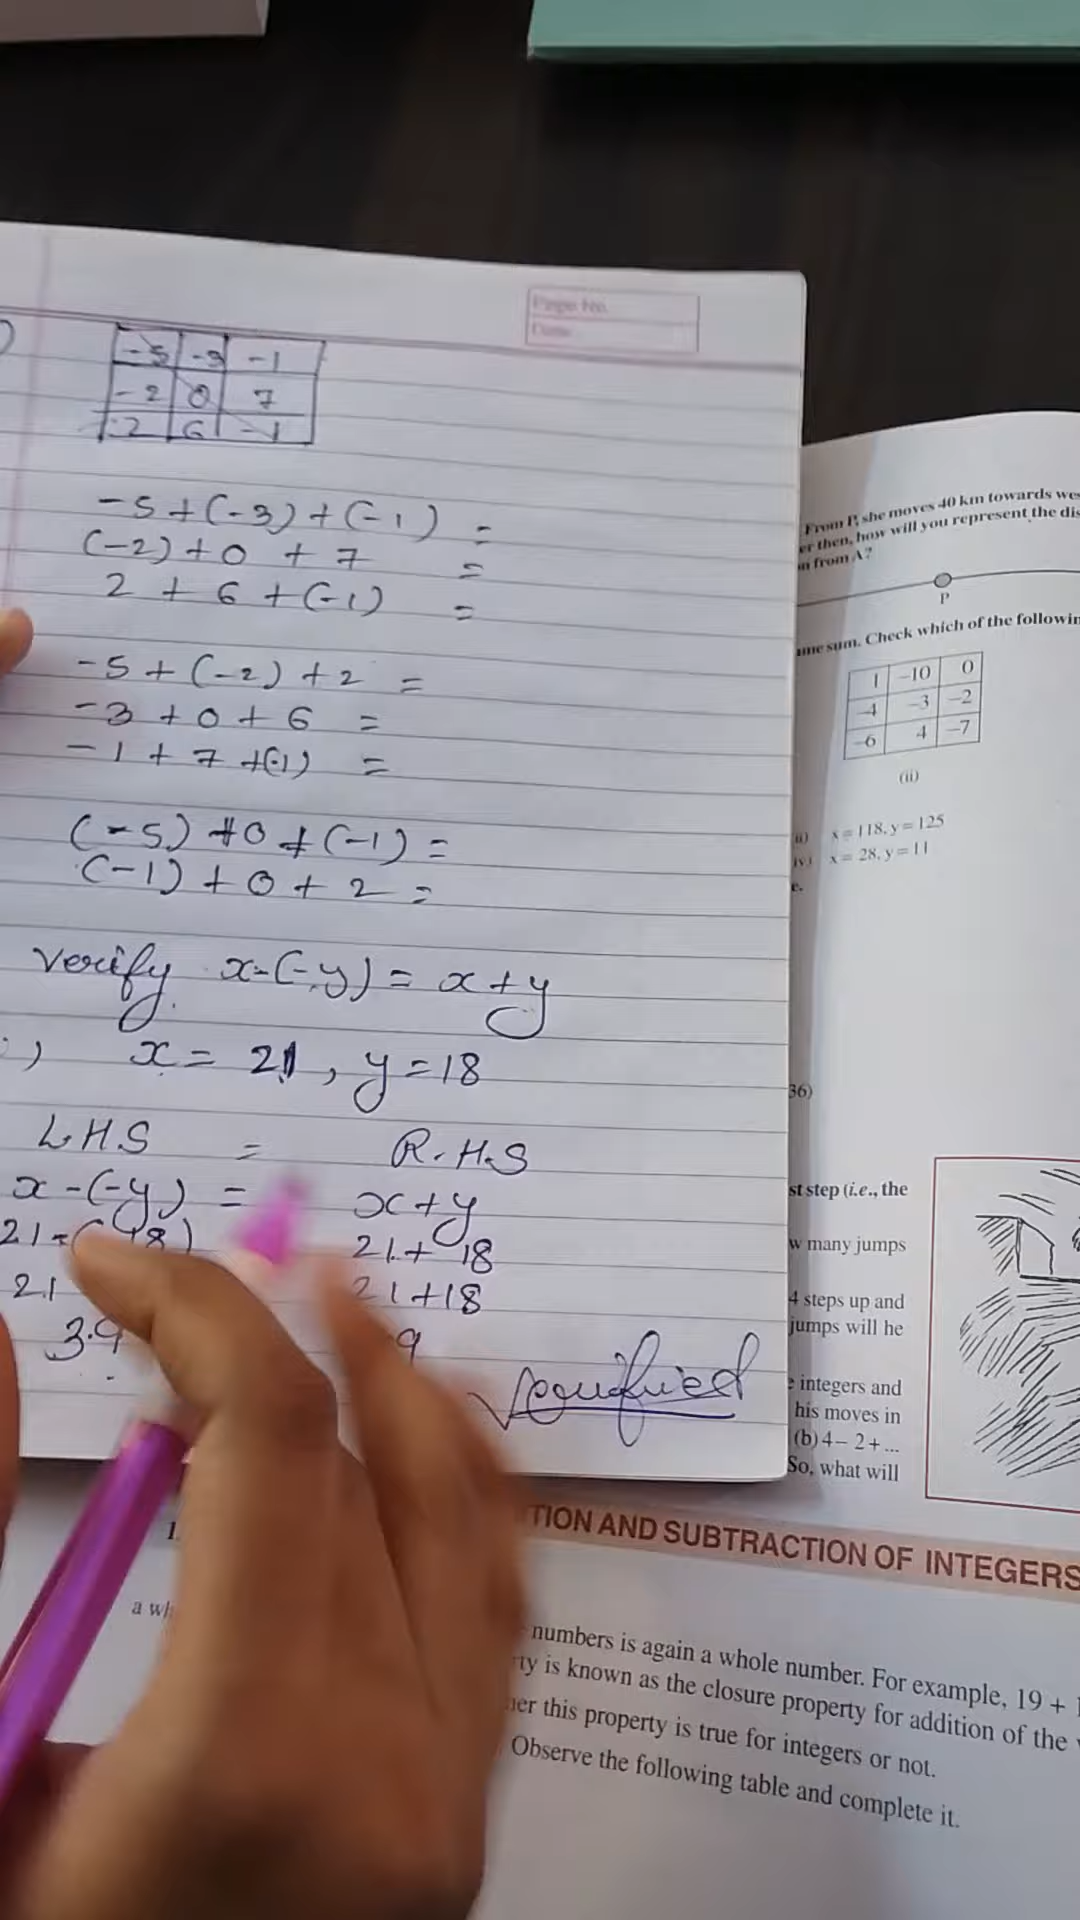 Page No.
Date
-5 -3 -1
-2 0 7
-2 6 -1
-5+(-3)+(-1) =
(-2)+0 + 7 =
2 + 6 +(-1) =
-5+(-2)+2 =
-3 + 0 + 6 =
-1 + 7 +(-1) =
(-5)+0+(-1) =
(-1)+0+2 =
Verify x-(-y) = x+y
x = 21, y=18
L.H.S = R.H.S
x-(-y) = x+y
21+ 18
21 21+18
39 9
verified
From P, she moves 40 km towards
then, how will you represent the
from A?
P
sum. Check which of the
1 -10 0
-4 -3 -2
-6 4 -7
(ii)
x = 118, y = 125
iv) x = 28, y = 11
36)
st step (i.e., the
many jumps
4 steps up and
jumps will he
integers and
his moves in
(b) 4 – 2 + ...
So, what will
TION AND SUBTRACTION OF INTEGERS
1.
a
numbers is again a whole number. For example, 19 +
is known as the closure property for addition of the
this property is true for integers or not.
Observe the following table and complete it.